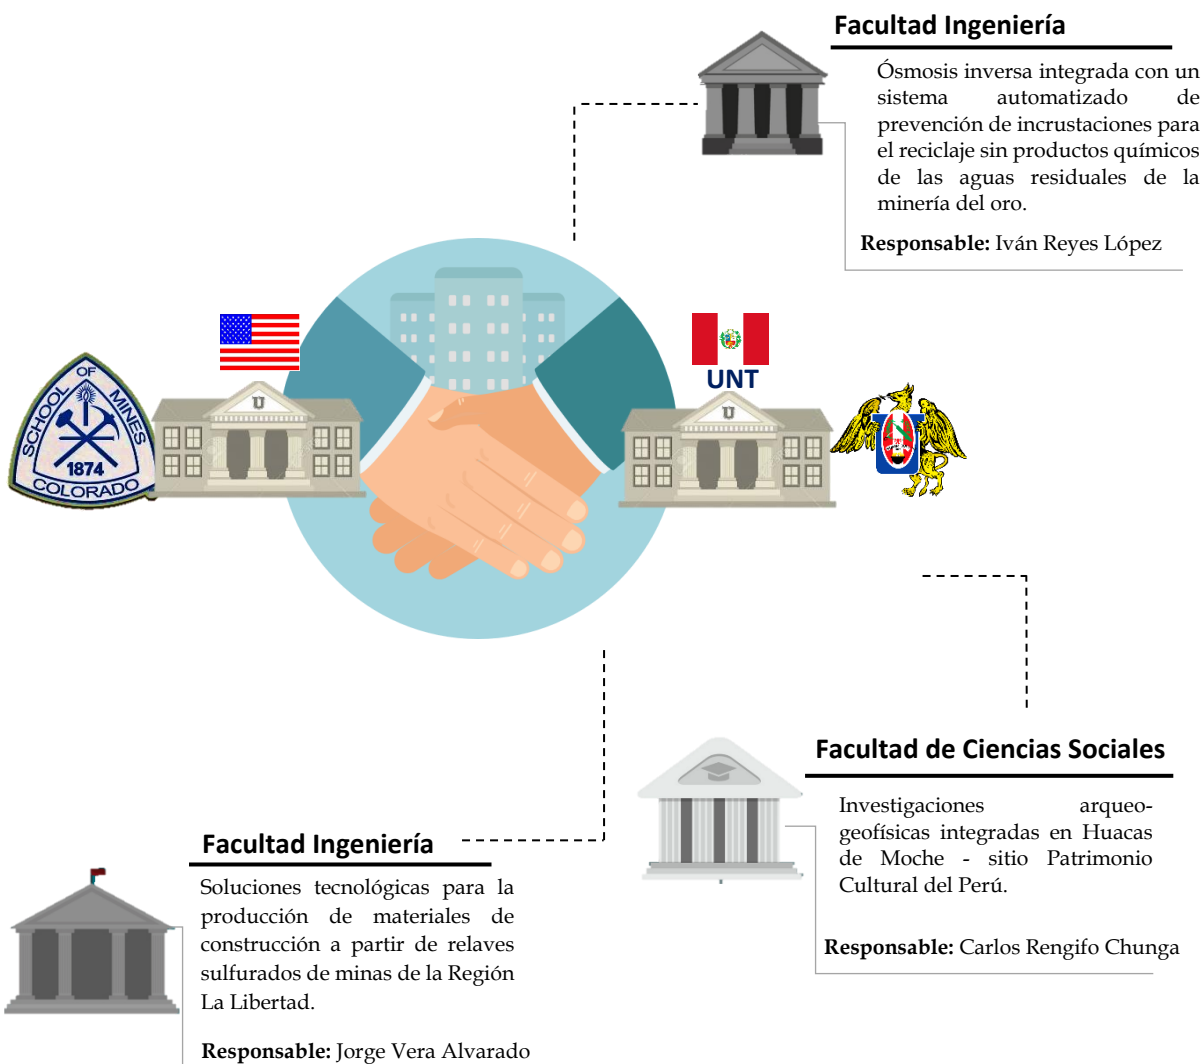 Facultad Ingeniería
Ósmosis inversa integrada con un
sistema automatizado de
prevención de incrustaciones para
el reciclaje sin productos químicos
de las aguas residuales de la
minería del oro.
Responsable: Iván Reyes López
SCHOOL OF MINES
1874
COLORADO
U
UNT
U
Facultad de Ciencias Sociales
Investigaciones arqueo-
geofísicas integradas en Huacas
de Moche - sitio Patrimonio
Cultural del Perú.
Responsable: Carlos Rengifo Chunga
Facultad Ingeniería
Soluciones tecnológicas para la
producción de materiales de
construcción a partir de relaves
sulfurados de minas de la Región
La Libertad.
Responsable: Jorge Vera Alvarado